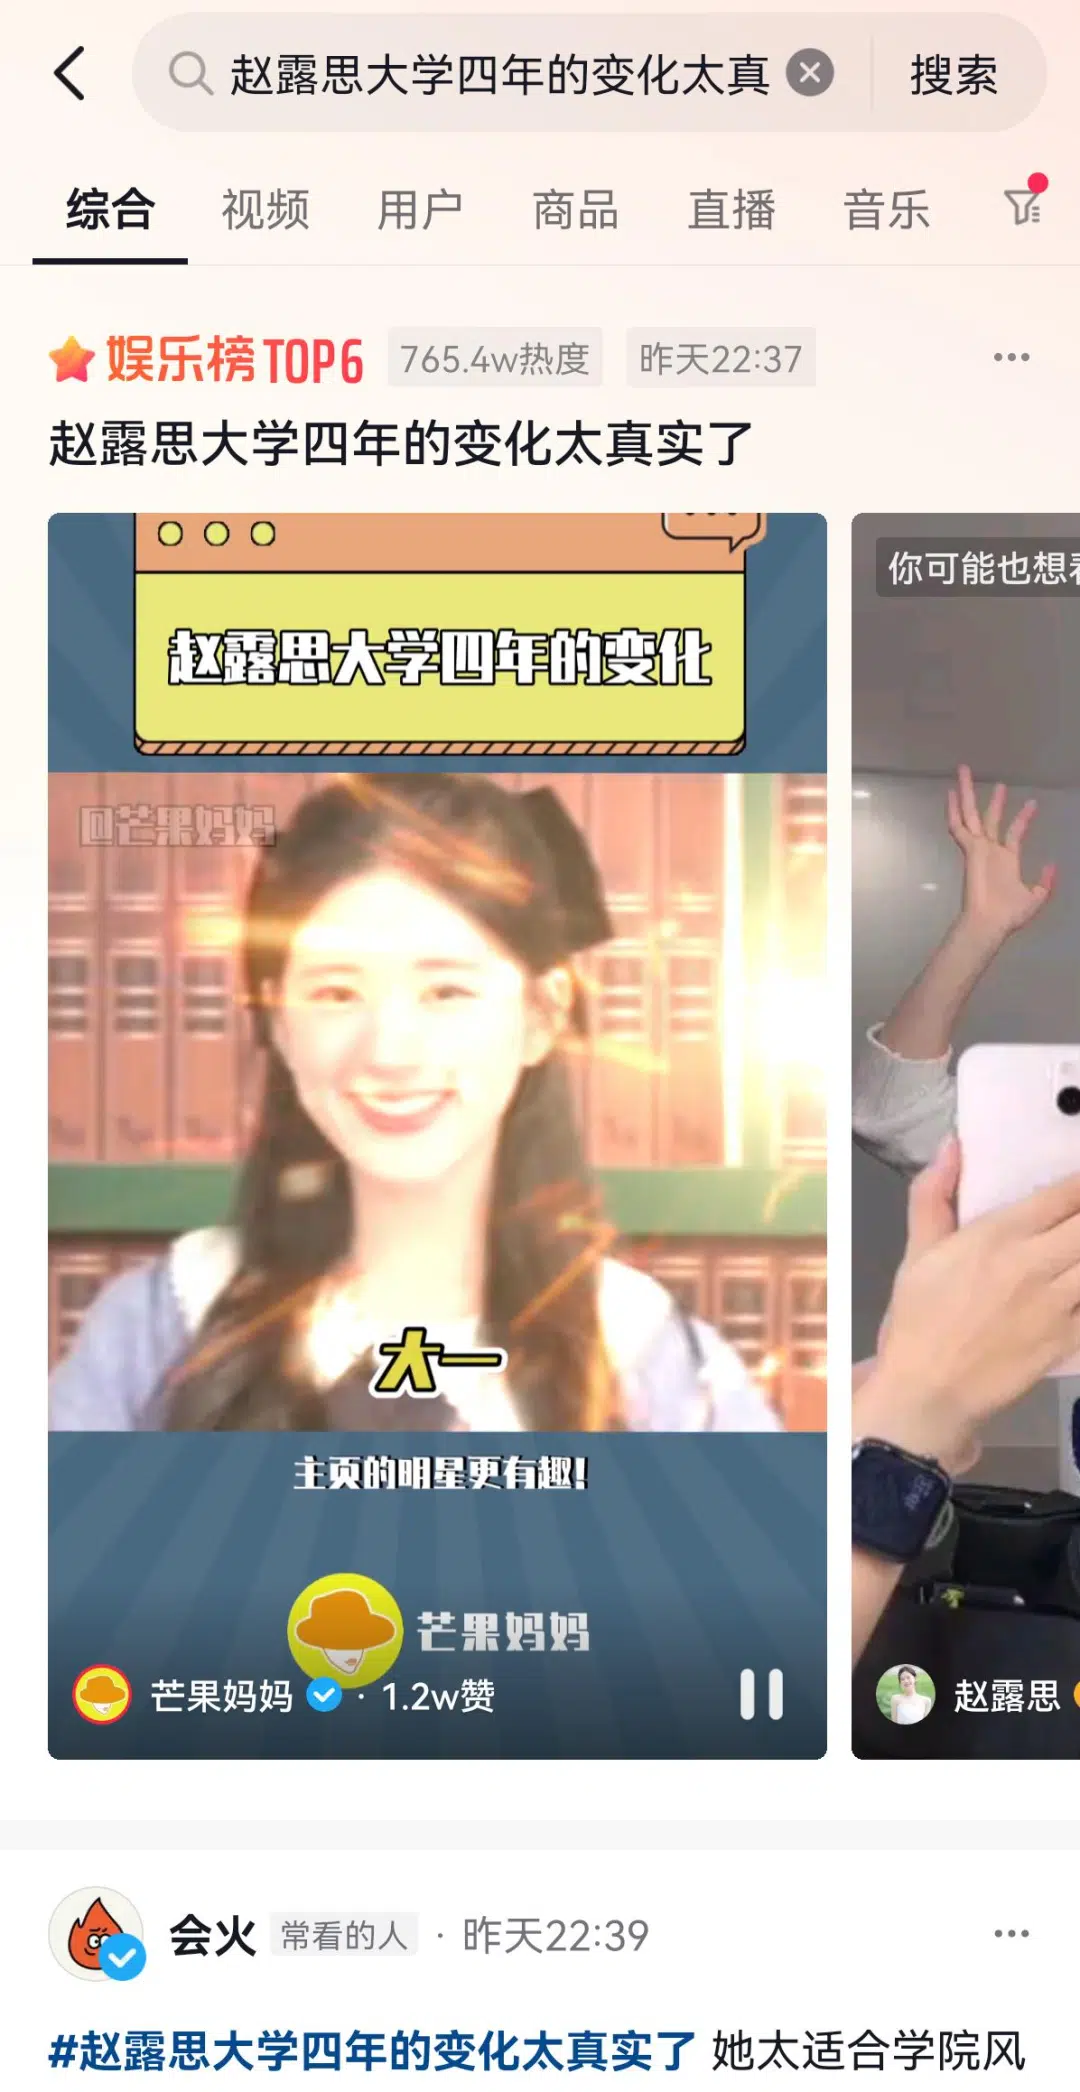 赵露思大学四年的变化太真
搜索
综合 视频 用户 商品 直播 音乐
娱乐榜TOP6 765.4w热度 昨天22:37
赵露思大学四年的变化太真实了
赵露思大学四年的变化
@芒果妈妈
大一
主页的明星更有趣!
芒果妈妈
芒果妈妈 · 1.2w赞
你可能也想
赵露思
会火 常看的人 · 昨天22:39
#赵露思大学四年的变化太真实了 她太适合学院风